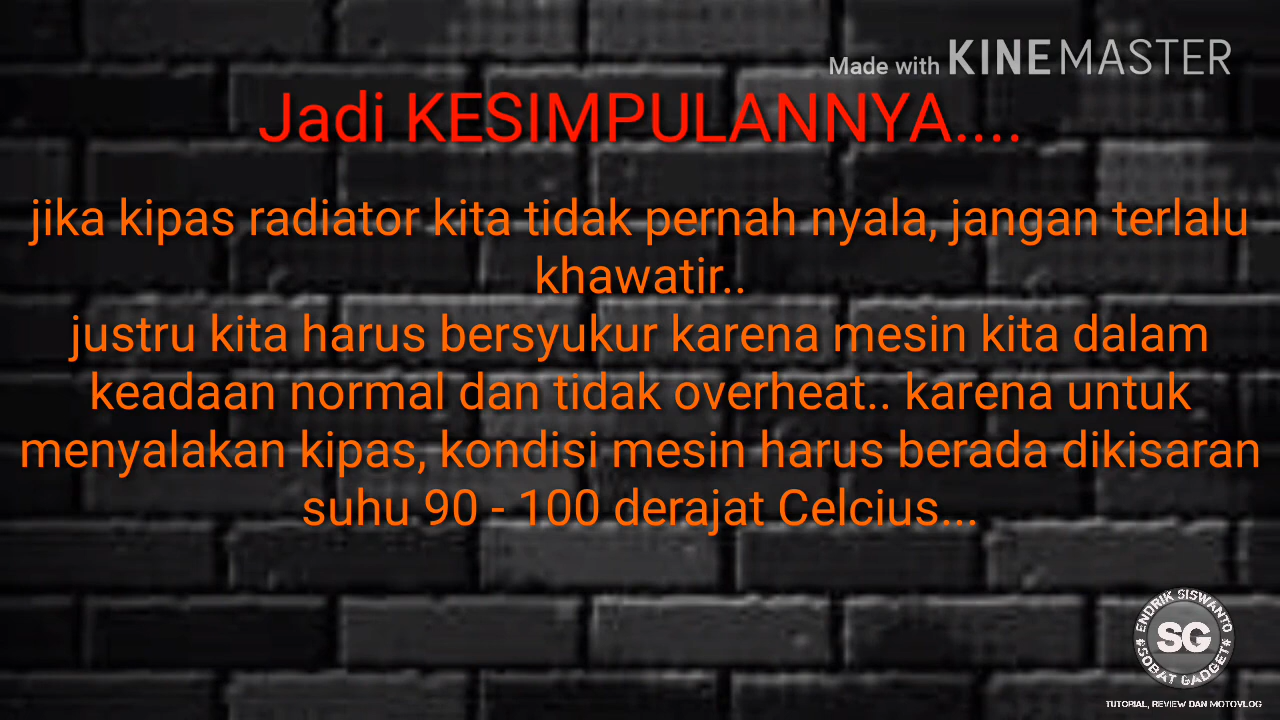 Made with KINEMASTER
Jadi KESIMPULANNYA....
jika kipas radiator kita tidak pernah nyala, jangan terlalu
khawatir..
justru kita harus bersyukur karena mesin kita dalam
keadaan normal dan tidak overheat.. karena untuk
menyalakan kipas, kondisi mesin harus berada dikisaran
suhu 90 - 100 derajat Celcius...
ENDRIK SISWANTO
SG
#SOBAT GADGET#
TUTORIAL, REVIEW DAN MOTOVLOG